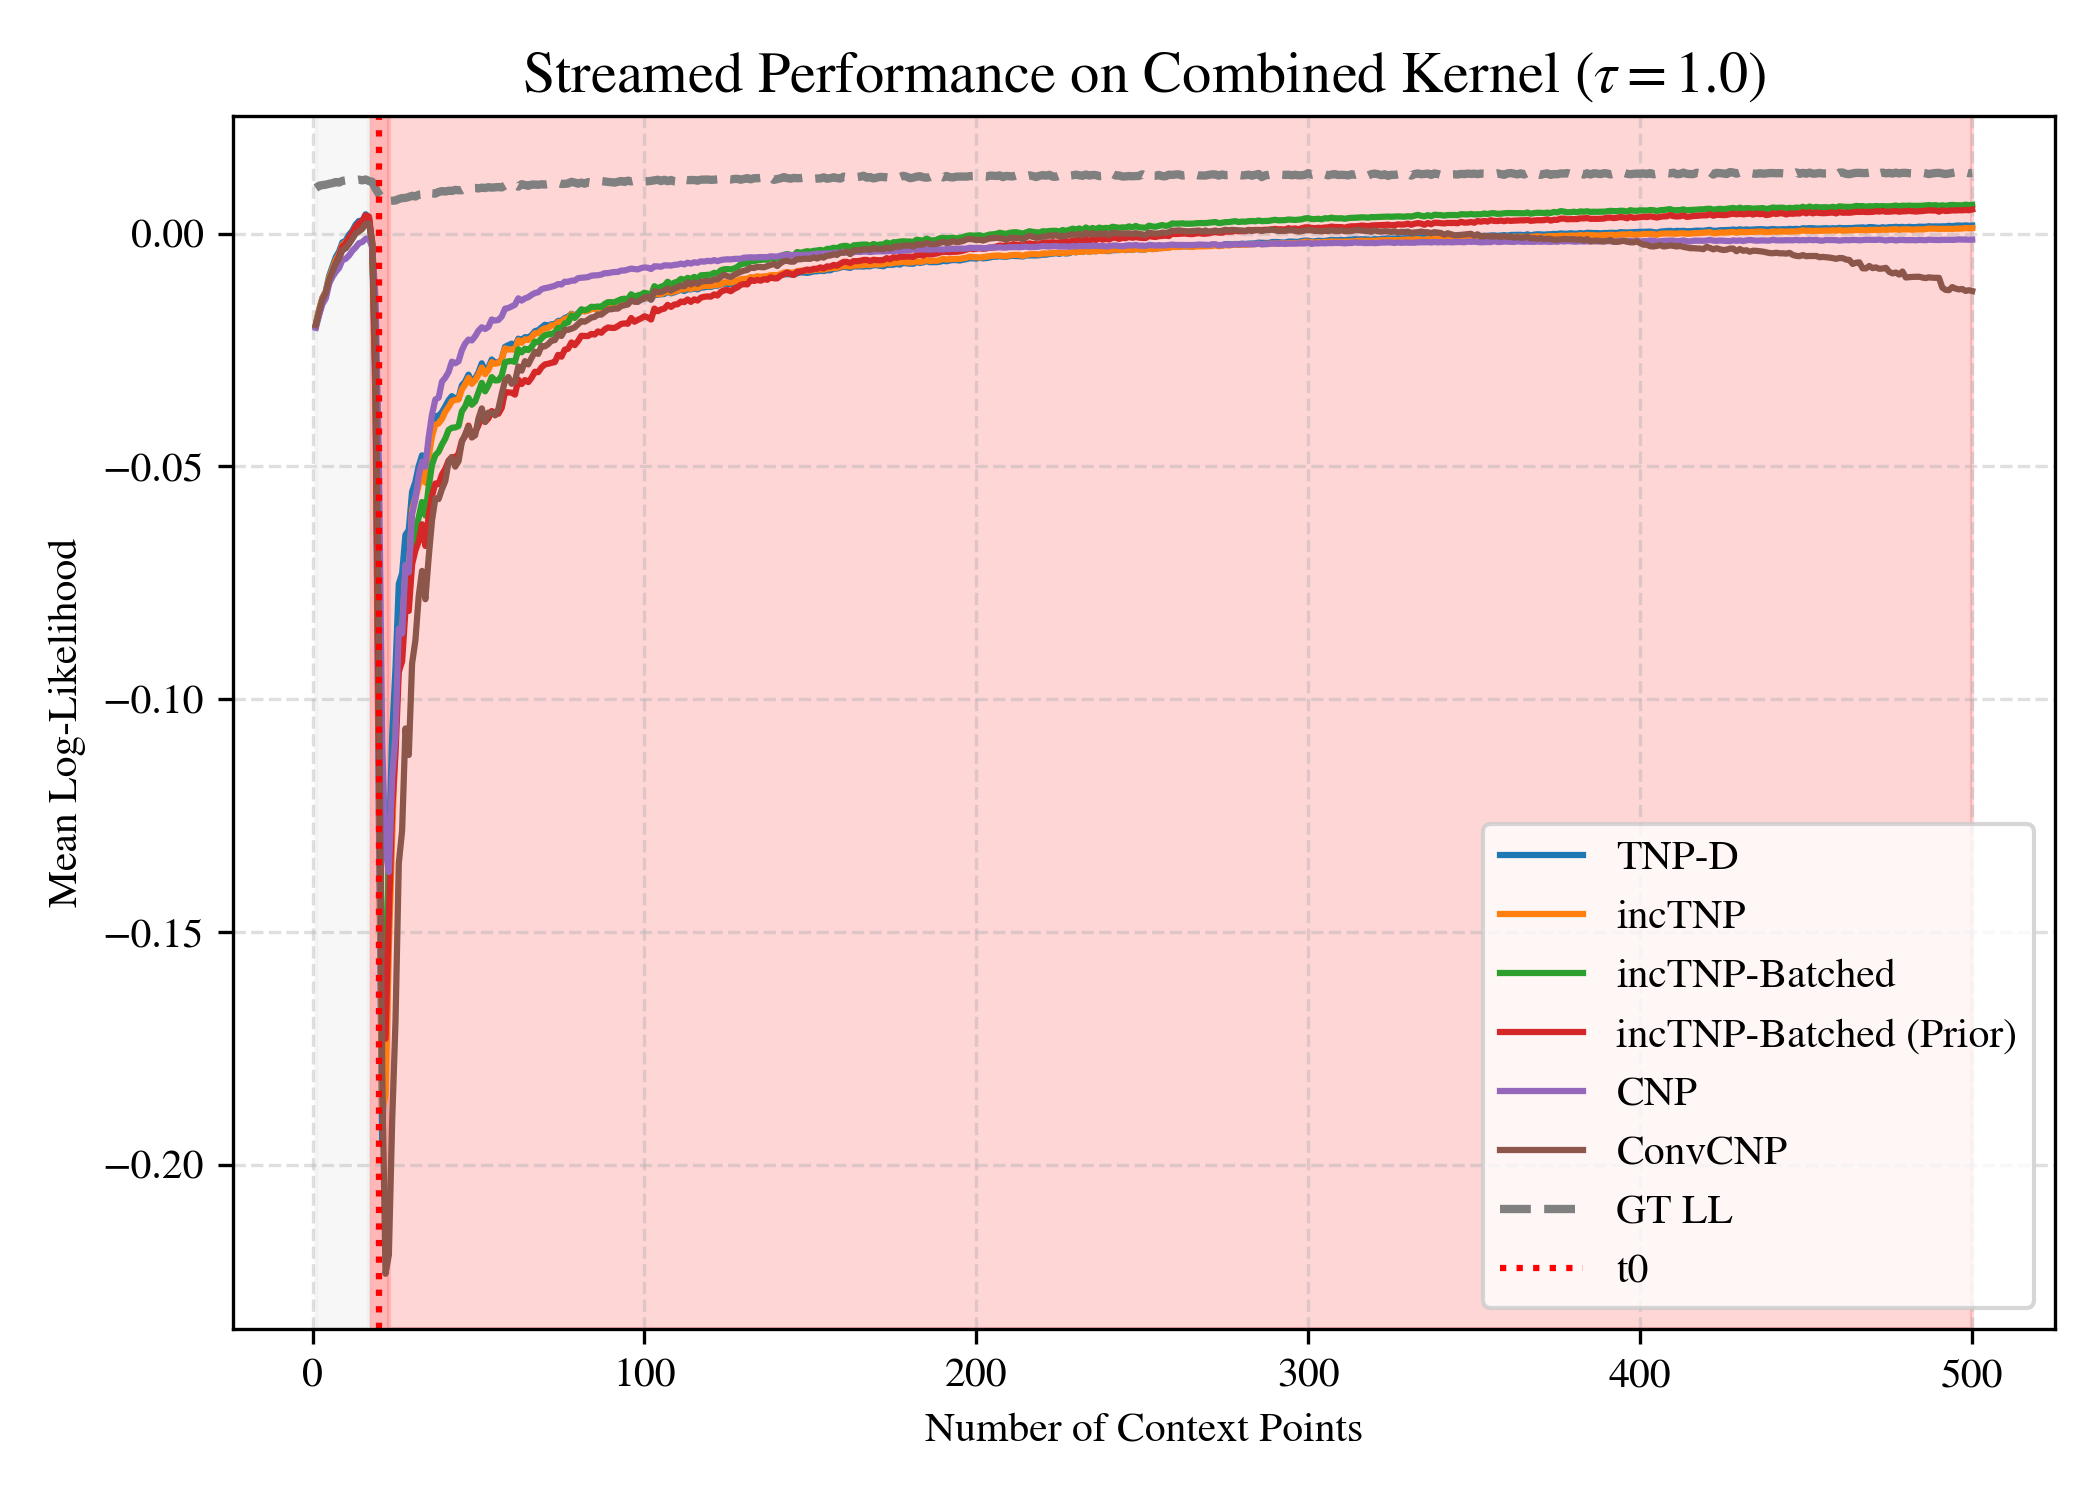 Streamed Performance on Combined Kernel (τ = 1.0)
0.00
−0.05
−0.10
−0.15
−0.20
Mean Log-Likelihood
TNP-D
incTNP
incTNP-Batched
incTNP-Batched (Prior)
CNP
ConvCNP
GT LL
t0
0 100 200 300 400 500
Number of Context Points